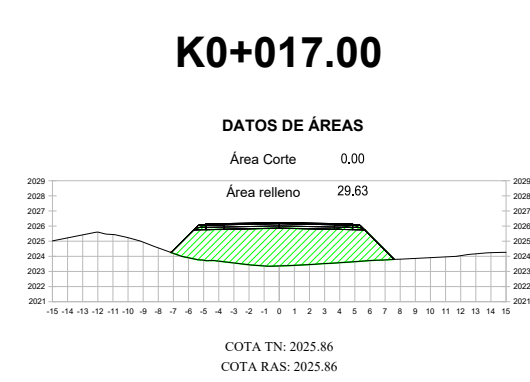 K0+017.00
DATOS DE ÁREAS
Área Corte 0.00
2029 2029
Área relleno 29.63
2028 2028
2027 2027
2026 2026
2025 2025
2024 2024
2023 2023
2022 2022
2021 2021
-15 -14 -13 -12 -11 -10 -9 -8 -7 -6 -5 -4 -3 -2 -1 0 1 2 3 4 5 6 7 8 9 10 11 12 13 14 15
COTA TN: 2025.86
COTA RAS: 2025.86